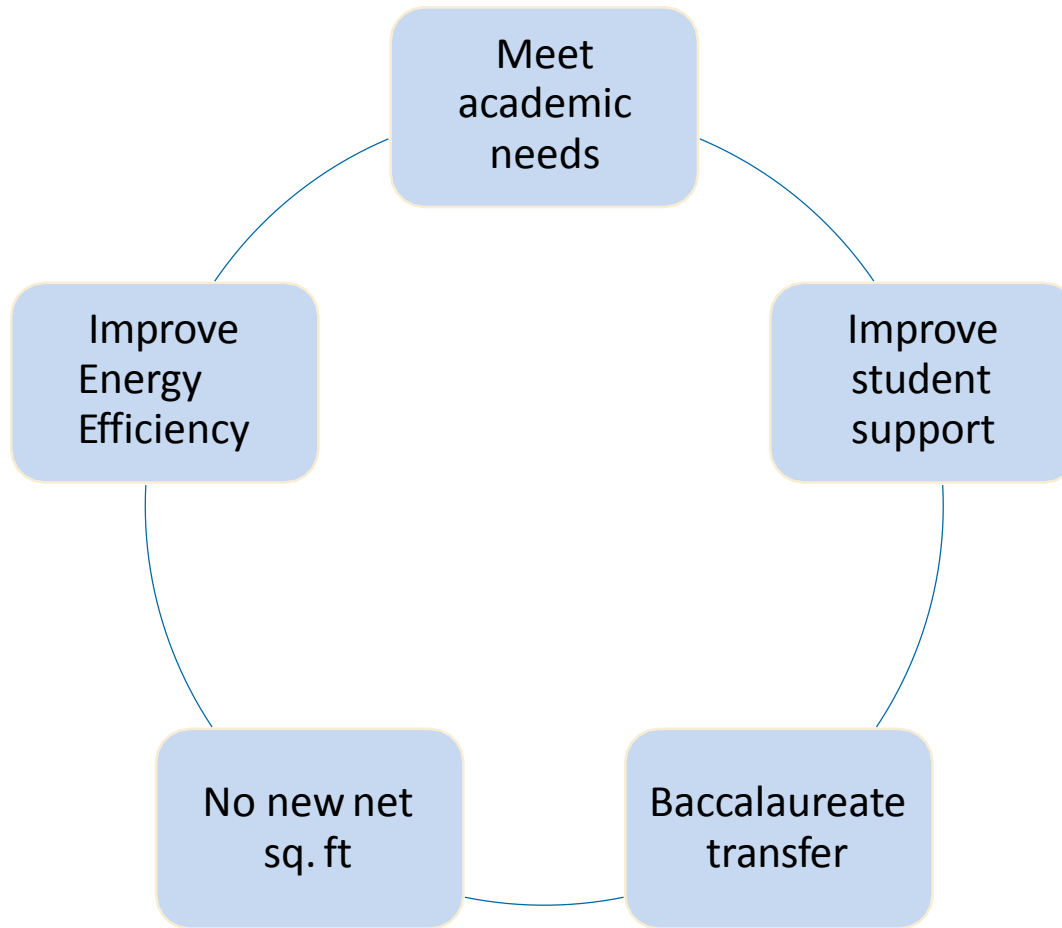 Meet
academic
needs
Improve
Energy
Efficiency
Improve
student
support
No new net
sq. ft
Baccalaureate
transfer